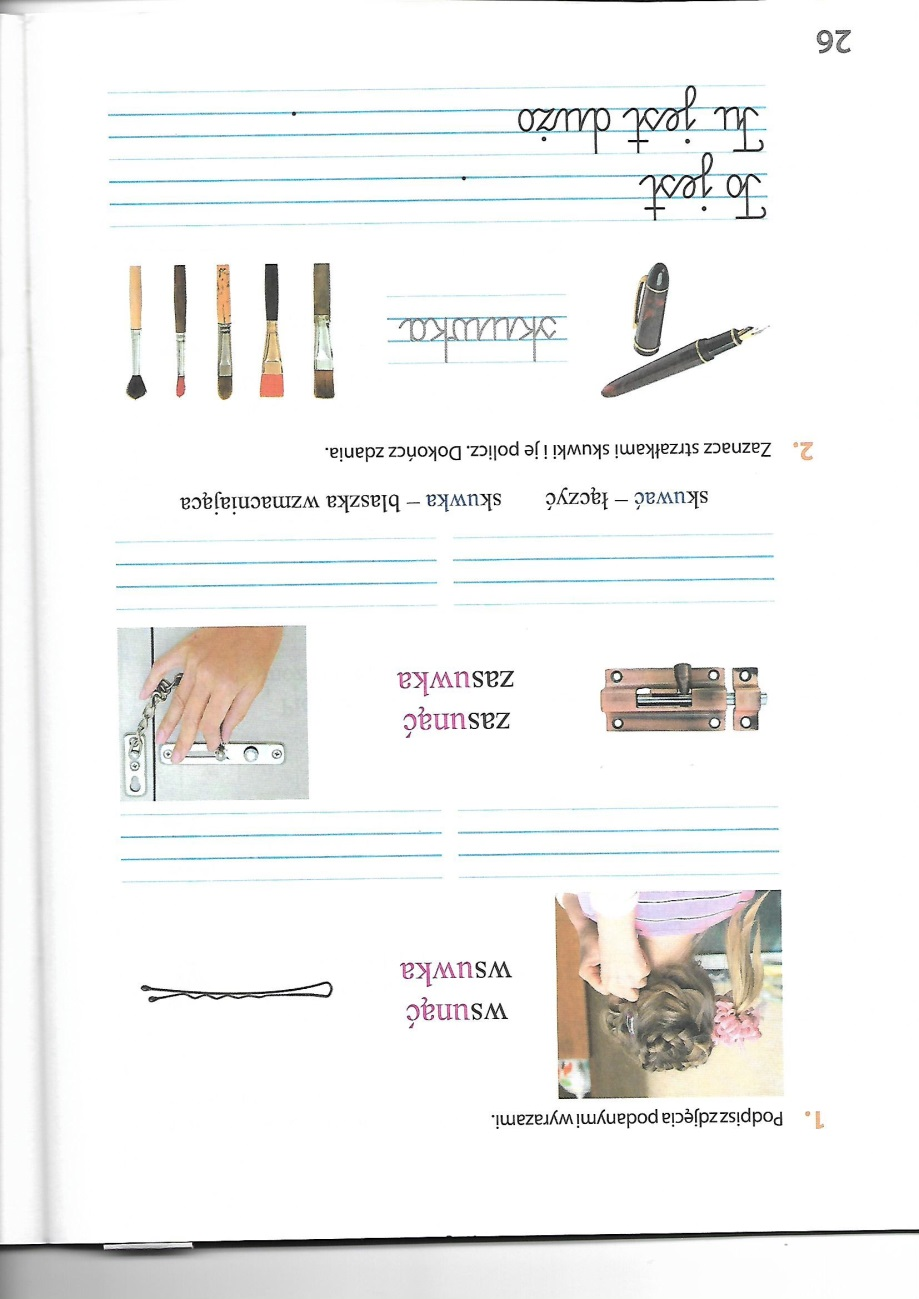 1. Podpisz zdjęcia podanymi wyrazami.
wsunąć
wsuwka
zasunąć
zasuwka
skuwać – łączyć skuwka – blaszka wzmacniająca
2. Zaznacz strzałkami skuwki i je policz. Dokończ zdania.
skuwka
To jest .
Tu jest dużo .
26